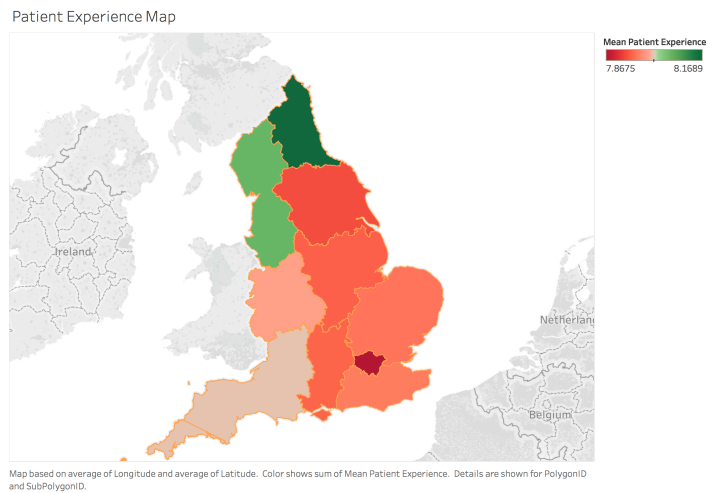 Patient Experience Map
Mean Patient Experience
7.8675 8.1689
Ireland
Netherlan
Belgium
Map based on average of Longitude and average of Latitude. Color shows sum of Mean Patient Experience. Details are shown for PolygonID
and SubPolygonID.